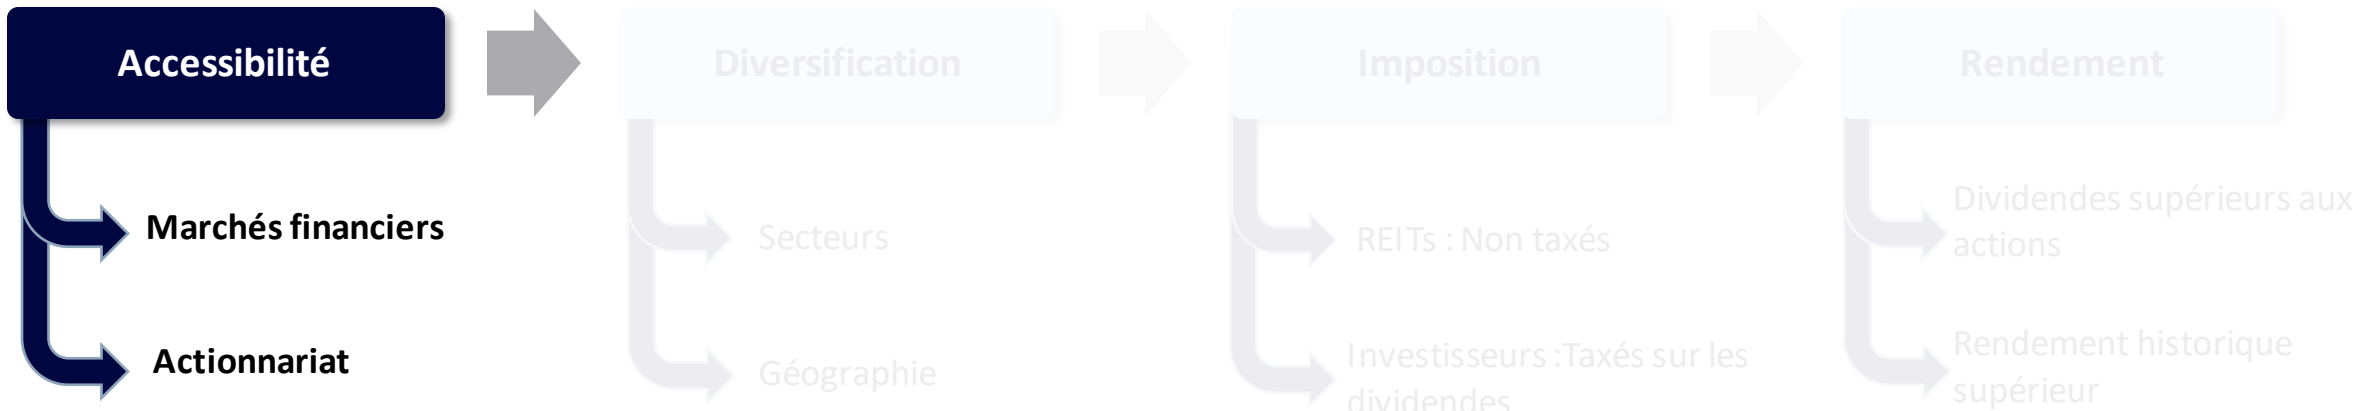 Accessibilité
Marchés financiers
Actionnariat
Diversification
Secteurs
Géographie
Imposition
REITs : Non taxés
Investisseurs :Taxés sur les
dividendes
Rendement
Dividendes supérieurs aux
actions
Rendement historique
supérieur